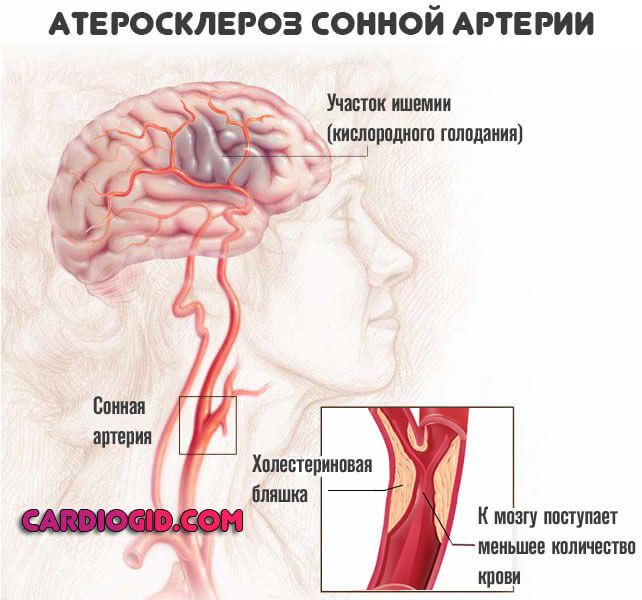 АТЕРОСКЛЕРОЗ СОННОЙ АРТЕРИИ
Участок ишемии
(кислородного голодания)
Сонная
артерия
Холестериновая
бляшка
CARDIOGID.COM
К мозгу поступает
меньшее количество
крови